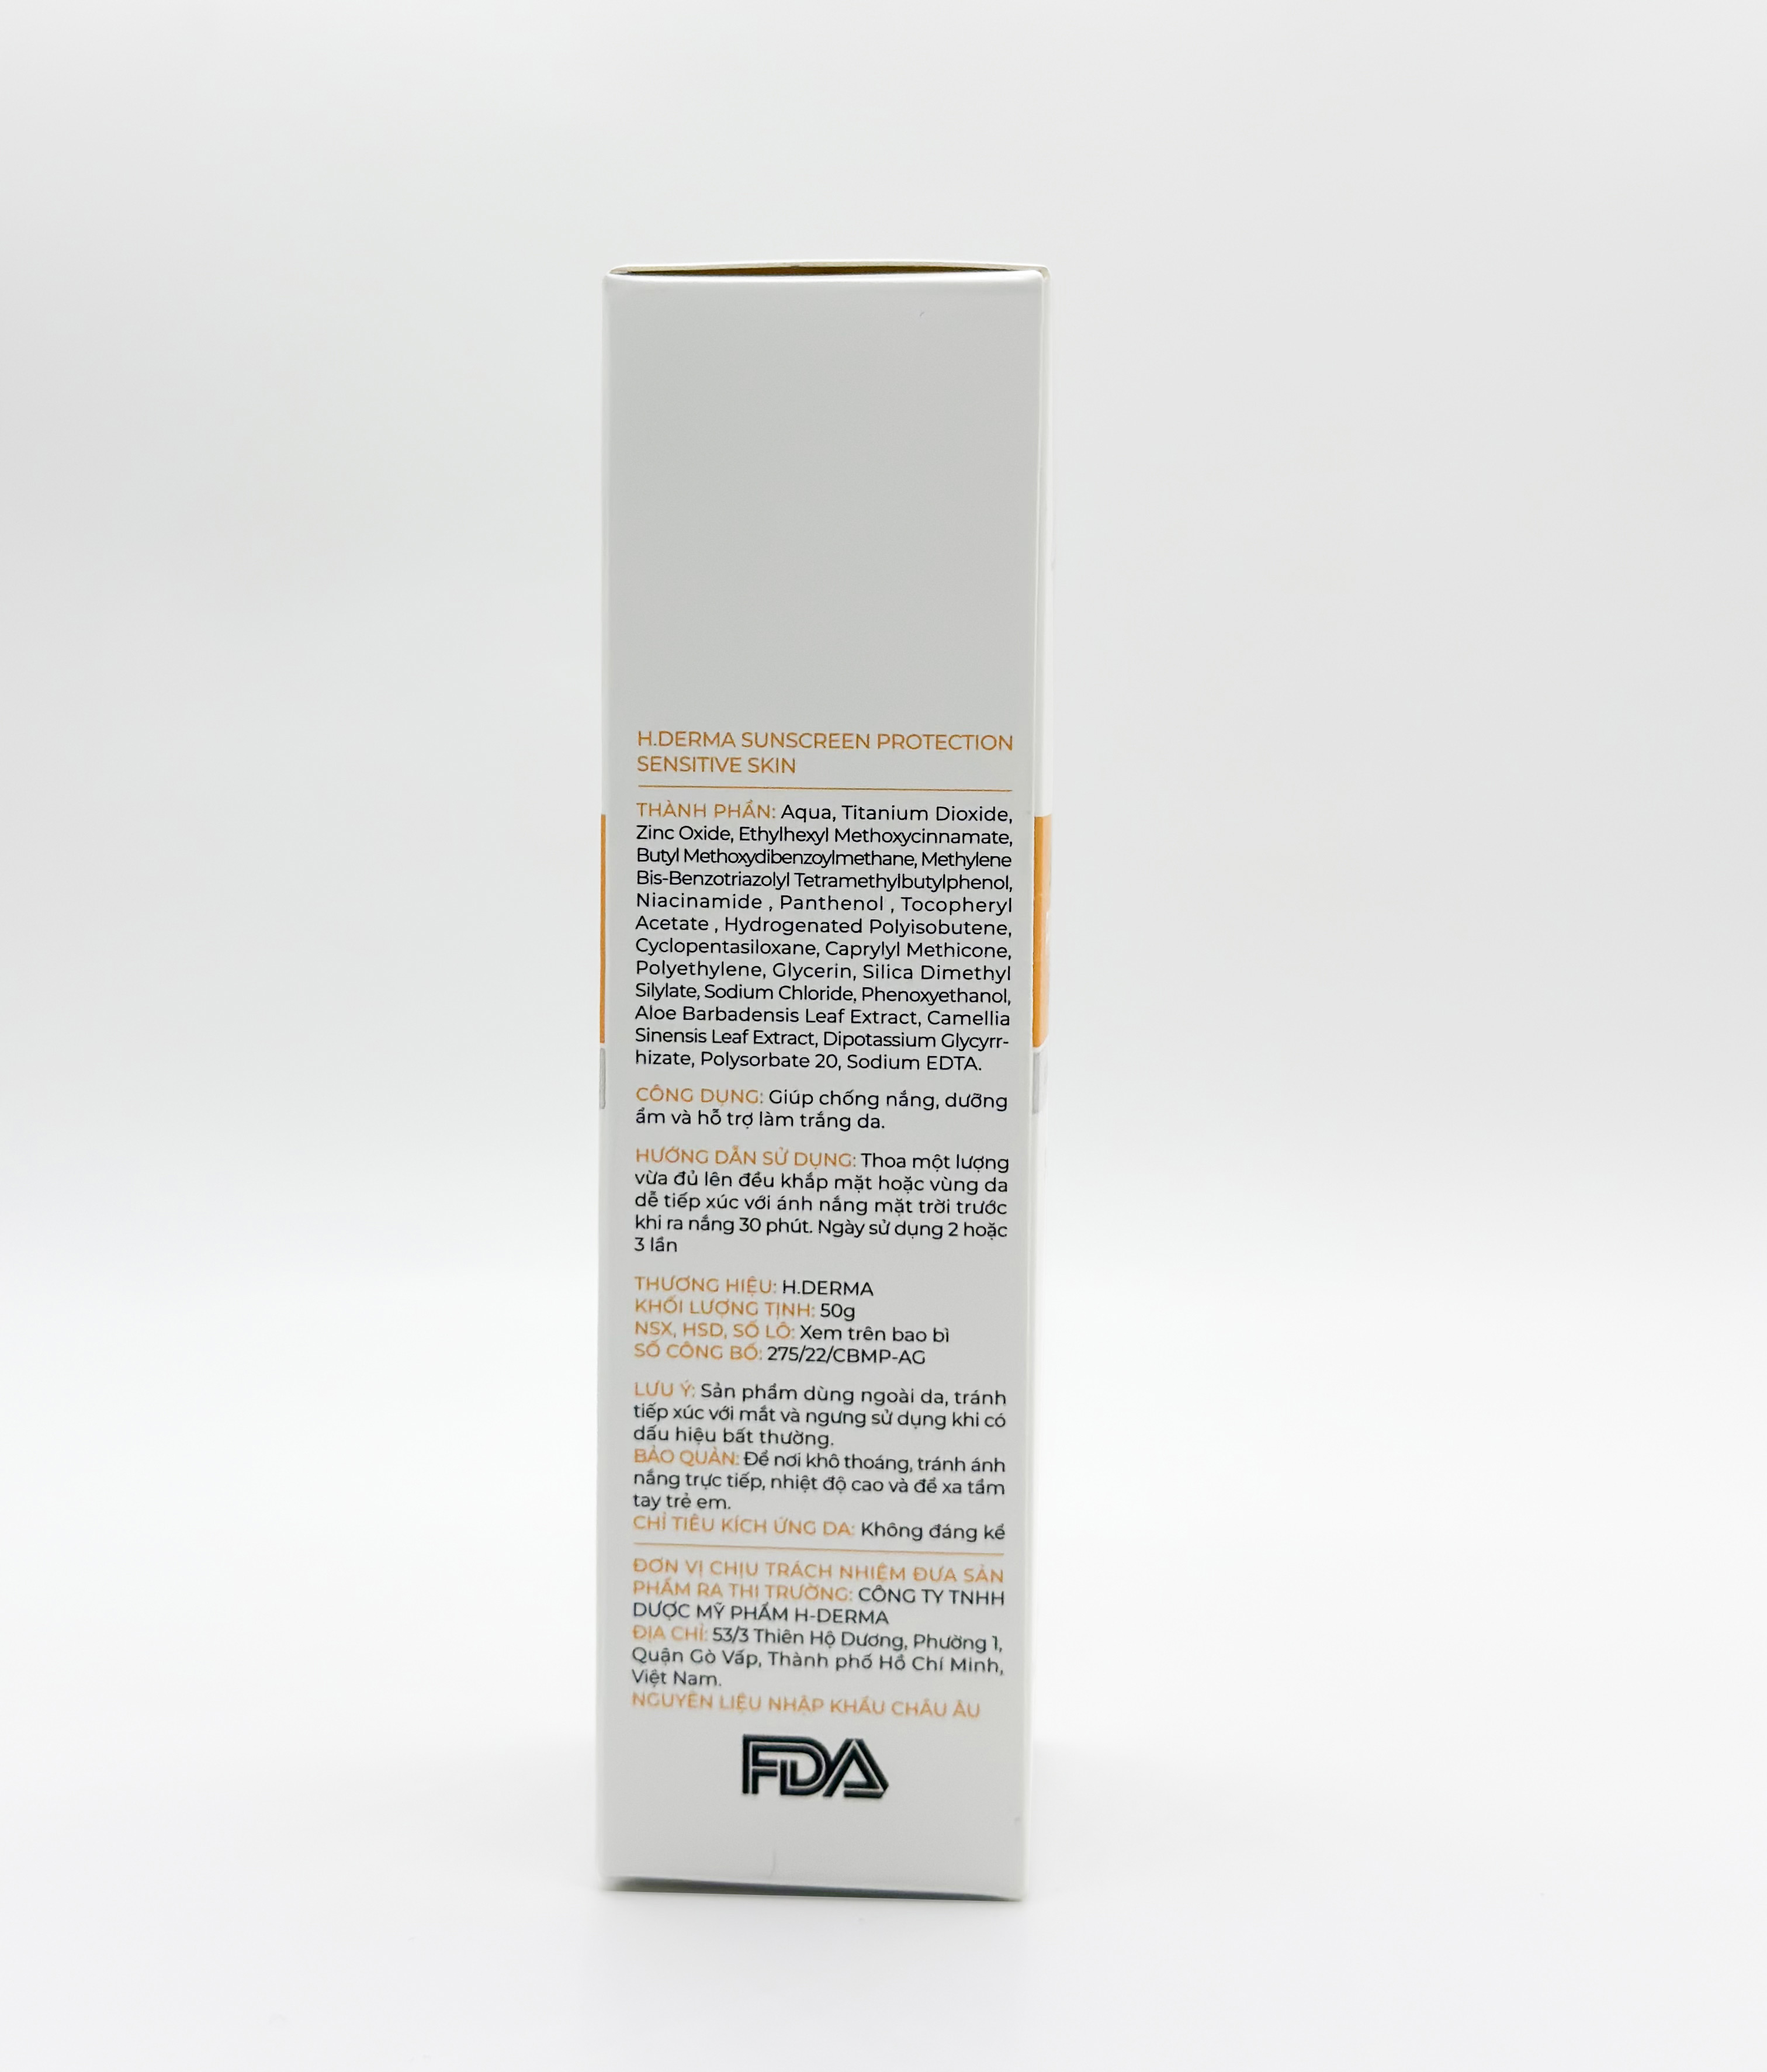 H.DERMA SUNSCREEN PROTECTION
SENSITIVE SKIN
THÀNH PHẦN: Aqua, Titanium Dioxide,
Zinc Oxide, Ethylhexyl Methoxycinnamate,
Butyl Methoxydibenzoylmethane, Methylene
Bis-Benzotriazolyl Tetramethylbutylphenol,
Niacinamide , Panthenol , Tocopheryl
Acetate , Hydrogenated Polyisobutene,
Cyclopentasiloxane, Caprylyl Methicone,
Polyethylene, Glycerin, Silica Dimethyl
Silylate, Sodium Chloride, Phenoxyethanol,
Aloe Barbadensis Leaf Extract, Camellia
Sinensis Leaf Extract, Dipotassium Glycyrr-
hizate, Polysorbate 20, Sodium EDTA.
CÔNG DỤNG: Giúp chống nắng, dưỡng
ẩm và hỗ trợ làm trắng da.
HƯỚNG DẪN SỬ DỤNG: Thoa một lượng
vừa đủ lên đều khắp mặt hoặc vùng da
dễ tiếp xúc với ánh nắng mặt trời trước
khi ra nắng 30 phút. Ngày sử dụng 2 hoặc
3 lần
THƯƠNG HIỆU: H.DERMA
KHỐI LƯỢNG TỊNH: 50g
NSX, HSD, SỐ LÔ: Xem trên bao bì
SỐ CÔNG BỐ: 275/22/CBMP-AG
LƯU Ý: Sản phẩm dùng ngoài da, tránh
tiếp xúc với mắt và ngưng sử dụng khi có
dấu hiệu bất thường.
BẢO QUẢN: Để nơi khô thoáng, tránh ánh
nắng trực tiếp, nhiệt độ cao và để xa tầm
tay trẻ em.
CHỈ TIÊU KÍCH ỨNG DA: Không đáng kể
ĐƠN VỊ CHỊU TRÁCH NHIỆM ĐƯA SẢN
PHẨM RA THỊ TRƯỜNG: CÔNG TY TNHH
DƯỢC MỸ PHẨM H-DERMA
ĐỊA CHỈ: 53/3 Thiên Hộ Dương, Phường 1,
Quận Gò Vấp, Thành phố Hồ Chí Minh,
Việt Nam.
NGUYÊN LIỆU NHẬP KHẨU CHÂU ÂU
FDA